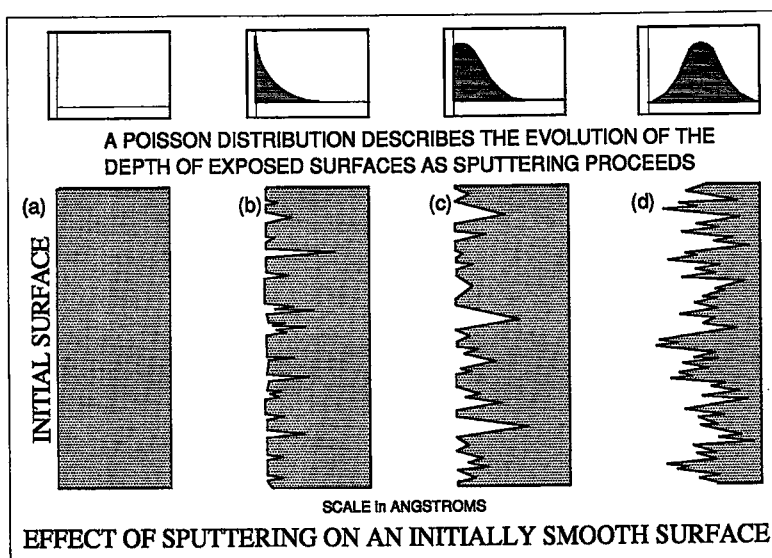 A POISSON DISTRIBUTION DESCRIBES THE EVOLUTION OF THE
DEPTH OF EXPOSED SURFACES AS SPUTTERING PROCEEDS
(a)
(b)
(c)
(d)
INITIAL SURFACE
SCALE in ANGSTROMS
EFFECT OF SPUTTERING ON AN INITIALLY SMOOTH SURFACE